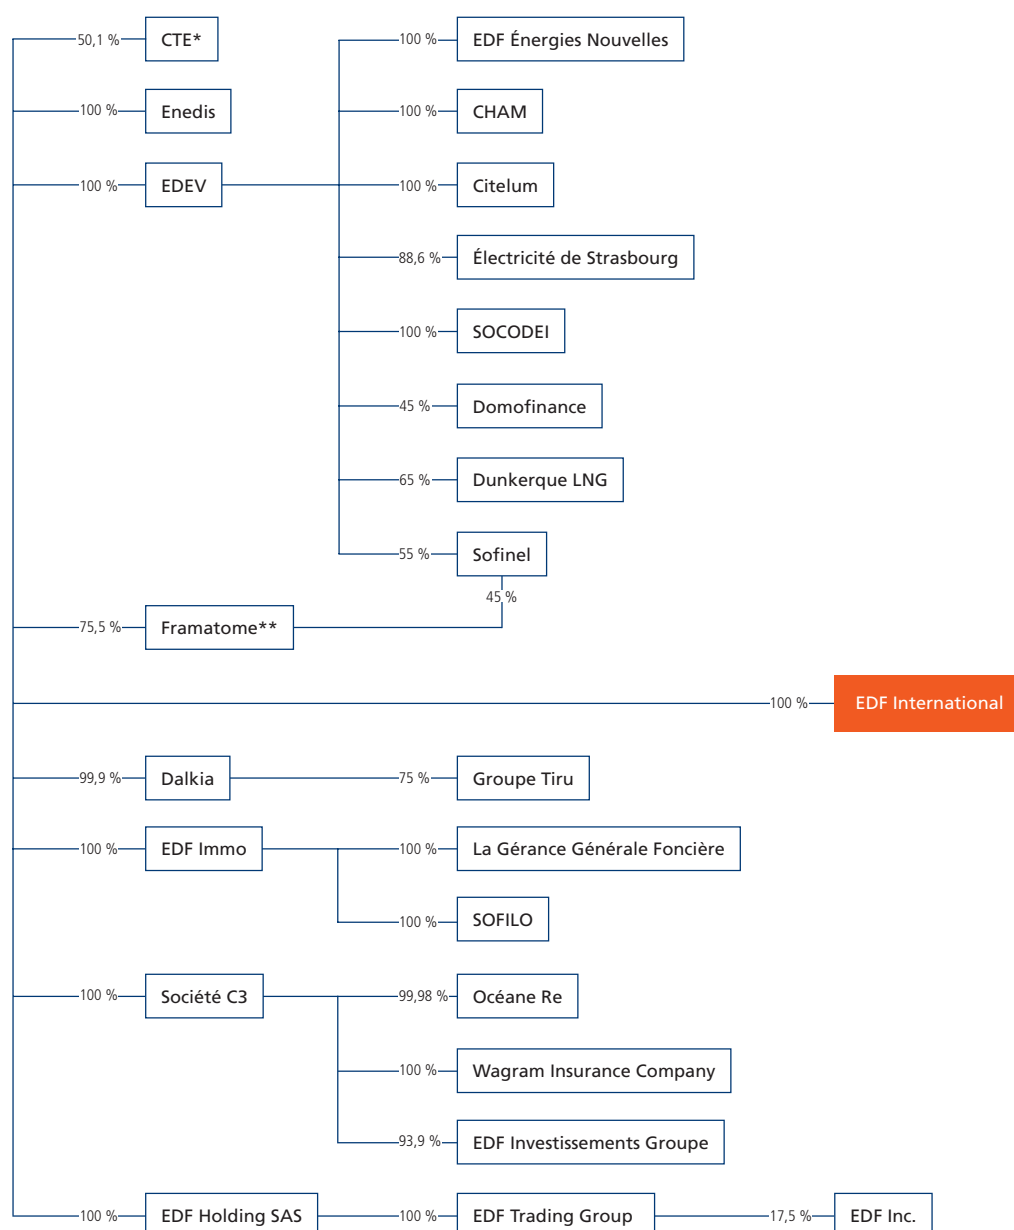 50,1 % CTE* 100 % EDF Énergies Nouvelles
100 % Enedis 100 % CHAM
100 % EDEV 100 % Citelum
88,6 % Électricité de Strasbourg
100 % SOCODEI
45 % Domofinance
65 % Dunkerque LNG
55 % Sofinel
45 %
75,5 % Framatome**
100 % EDF International
99,9 % Dalkia 75 % Groupe Tiru
100 % EDF Immo 100 % La Gérance Générale Foncière
100 % SOFILO
100 % Société C3 99,98 % Océane Re
100 % Wagram Insurance Company
93,9 % EDF Investissements Groupe
100 % EDF Holding SAS 100 % EDF Trading Group 17,5 % EDF Inc.